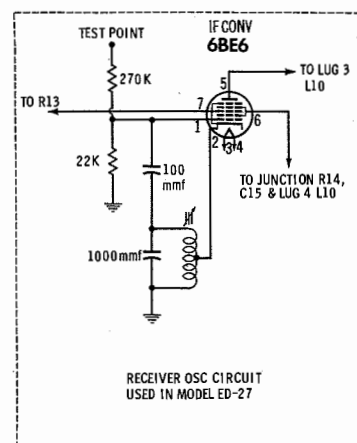 IF CONV
TEST POINT
6BE6
5
TO LUG 3
L10
270K
7
TO R13
1
6
2
3
4
22K
100
mmf
TO JUNCTION R14,
C15 & LUG 4 L10
1000mmf
RECEIVER OSC CIRCUIT
USED IN MODEL ED-27